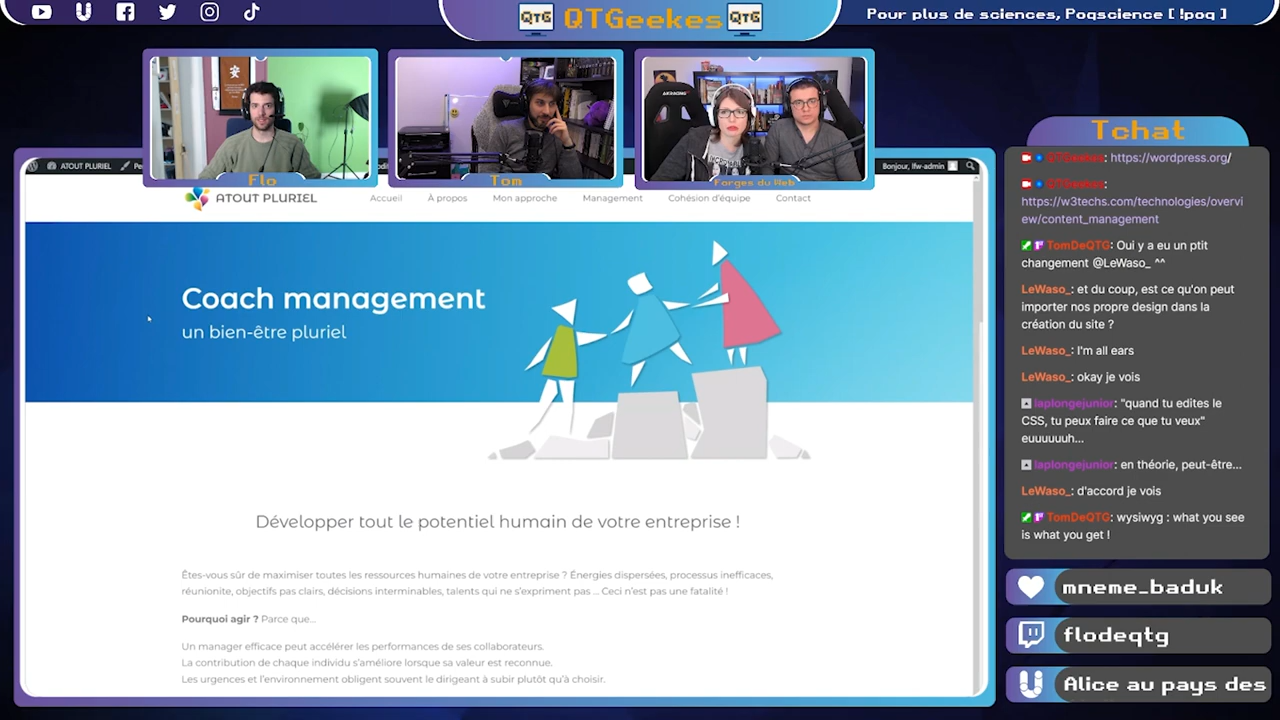 QTG QTGeekes QTG
Pour plus de sciences, Poqscience [ !poq ]
AKRACING
Flo
Tom
Forges du Web
ATOUT PLURIEL
Bonjour, lfw-admin
ATOUT PLURIEL
Accueil
À propos
Mon approche
Management
Cohésion d'équipe
Contact
Coach management
un bien-être pluriel
Développer tout le potentiel humain de votre entreprise !
Êtes-vous sûr de maximiser toutes les ressources humaines de votre entreprise ? Énergies dispersées, processus inefficaces,
réunionite, objectifs pas clairs, décisions interminables, talents qui ne s'expriment pas ... Ceci n'est pas une fatalité !
Pourquoi agir ? Parce que...
Un manager efficace peut accélérer les performances de ses collaborateurs.
La contribution de chaque individu s'améliore lorsque sa valeur est reconnue.
Les urgences et l'environnement obligent souvent le dirigeant à subir plutôt qu'à choisir.
Tchat
QTGeekes: https://wordpress.org/
QTGeekes:
https://w3techs.com/technologies/overvi
ew/content_management
TomDeQTG: Oui y a eu un ptit
changement @LeWaso_ ^^
LeWaso_: et du coup, est ce qu'on peut
importer nos propre design dans la
création du site ?
LeWaso_: I'm all ears
LeWaso_: okay je vois
laplongejunior: "quand tu edites le
CSS, tu peux faire ce que tu veux"
euuuuuuh...
laplongejunior: en théorie, peut-être...
LeWaso_: d'accord je vois
TomDeQTG: wysiwyg : what you see
is what you get !
mneme_baduk
flodeqtg
Alice au pays des